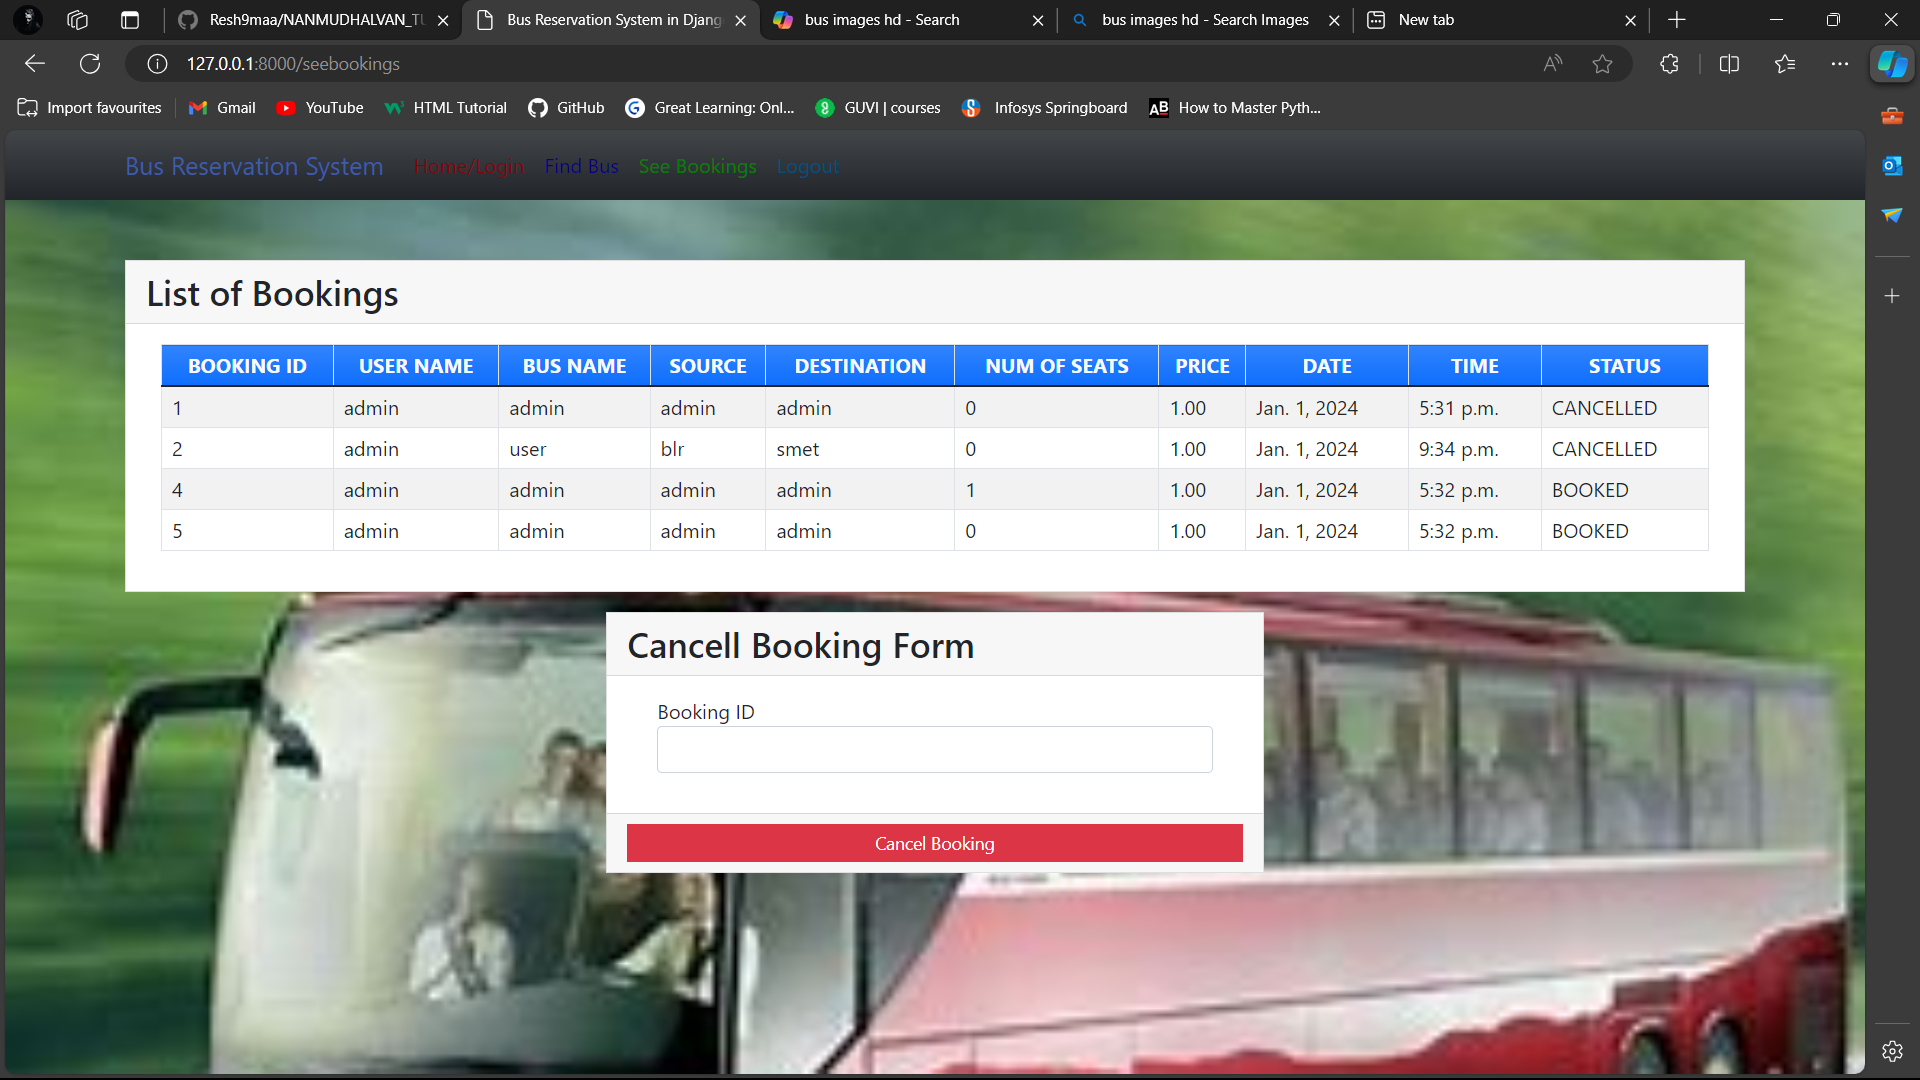 Resh9maa/NANMUDHALVAN_TU
Bus Reservation System in Djang
bus images hd - Search
bus images hd - Search Images
New tab
127.0.0.1:8000/seebookings
Import favourites
Gmail
YouTube
HTML Tutorial
GitHub
Great Learning: Onl...
GUVI | courses
Infosys Springboard
How to Master Pyth...
Bus Reservation System Home/Login Find Bus See Bookings Logout
List of Bookings
BOOKING ID USER NAME BUS NAME SOURCE DESTINATION NUM OF SEATS PRICE DATE TIME STATUS
1 admin admin admin admin 0 1.00 Jan. 1, 2024 5:31 p.m. CANCELLED
2 admin user blr smet 0 1.00 Jan. 1, 2024 9:34 p.m. CANCELLED
4 admin admin admin admin 1 1.00 Jan. 1, 2024 5:32 p.m. BOOKED
5 admin admin admin admin 0 1.00 Jan. 1, 2024 5:32 p.m. BOOKED
Cancell Booking Form
Booking ID
Cancel Booking